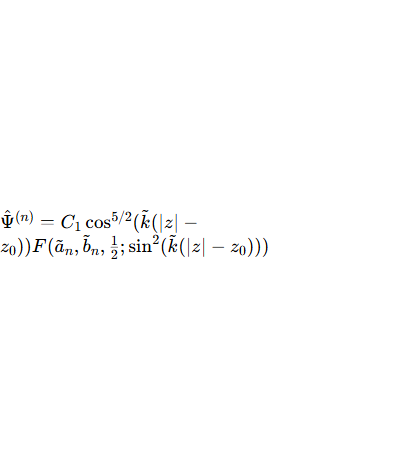 $\hat{\Psi}^{(n)} = C_1 \cos^{5/2}(\tilde{k}(|z| -$
$z_0))F(\tilde{a}_n, \tilde{b}_n, \frac{1}{2}; \sin^2(\tilde{k}(|z| - z_0)))$